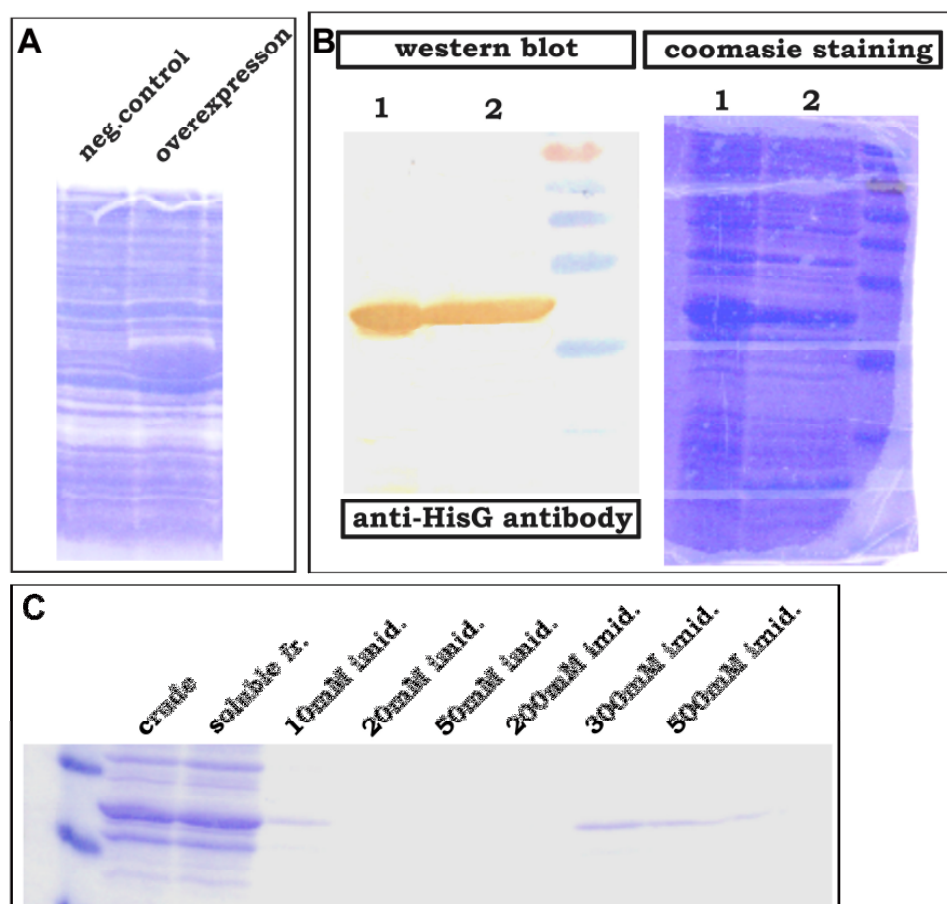 A
neg.control
overexpresson
B
western blot
coomasie staining
1 2
1 2
anti-HisG antibody
C
crude
soluble fr.
10mM imid.
20mM imid.
50mM imid.
200mM imid.
300mM imid.
500mM imid.